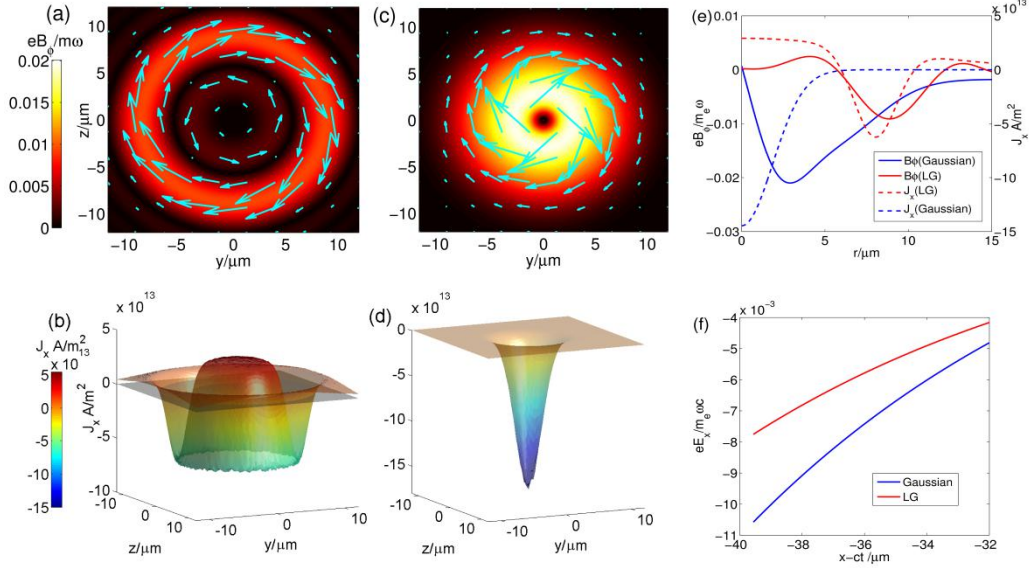 (a)
eB_ϕ/mω
0.02
0.015
0.01
0.005
0
z/μm
10
5
0
−5
−10
−10 −5 0 5 10
y/μm
(c)
10
5
0
−5
−10
−10 −5 0 5 10
y/μm
(e)
x 10^13
0.01
0
−0.01
−0.02
−0.03
eB_ϕ/m_eω
5
0
−5
−10
−15
J_x A/m²
Bϕ(Gaussian)
Bϕ(LG)
J_x(LG)
J_x(Gaussian)
0 5 10 15
r/μm
(b)
J_x A/m²
x 10^13
5
0
−5
−10
−15
x 10^13
J_x A/m²
5
0
−5
−10
−10
0
10
z/μm
−10
0
10
y/μm
(d)
x 10^13
0
−5
−10
−15
−10
0
10
z/μm
−10
0
10
y/μm
(f)
x 10^−3
−4
−5
−6
−7
−8
−9
−10
−11
eE_x/m_eωc
Gaussian
LG
−40 −38 −36 −34 −32
x−ct /μm